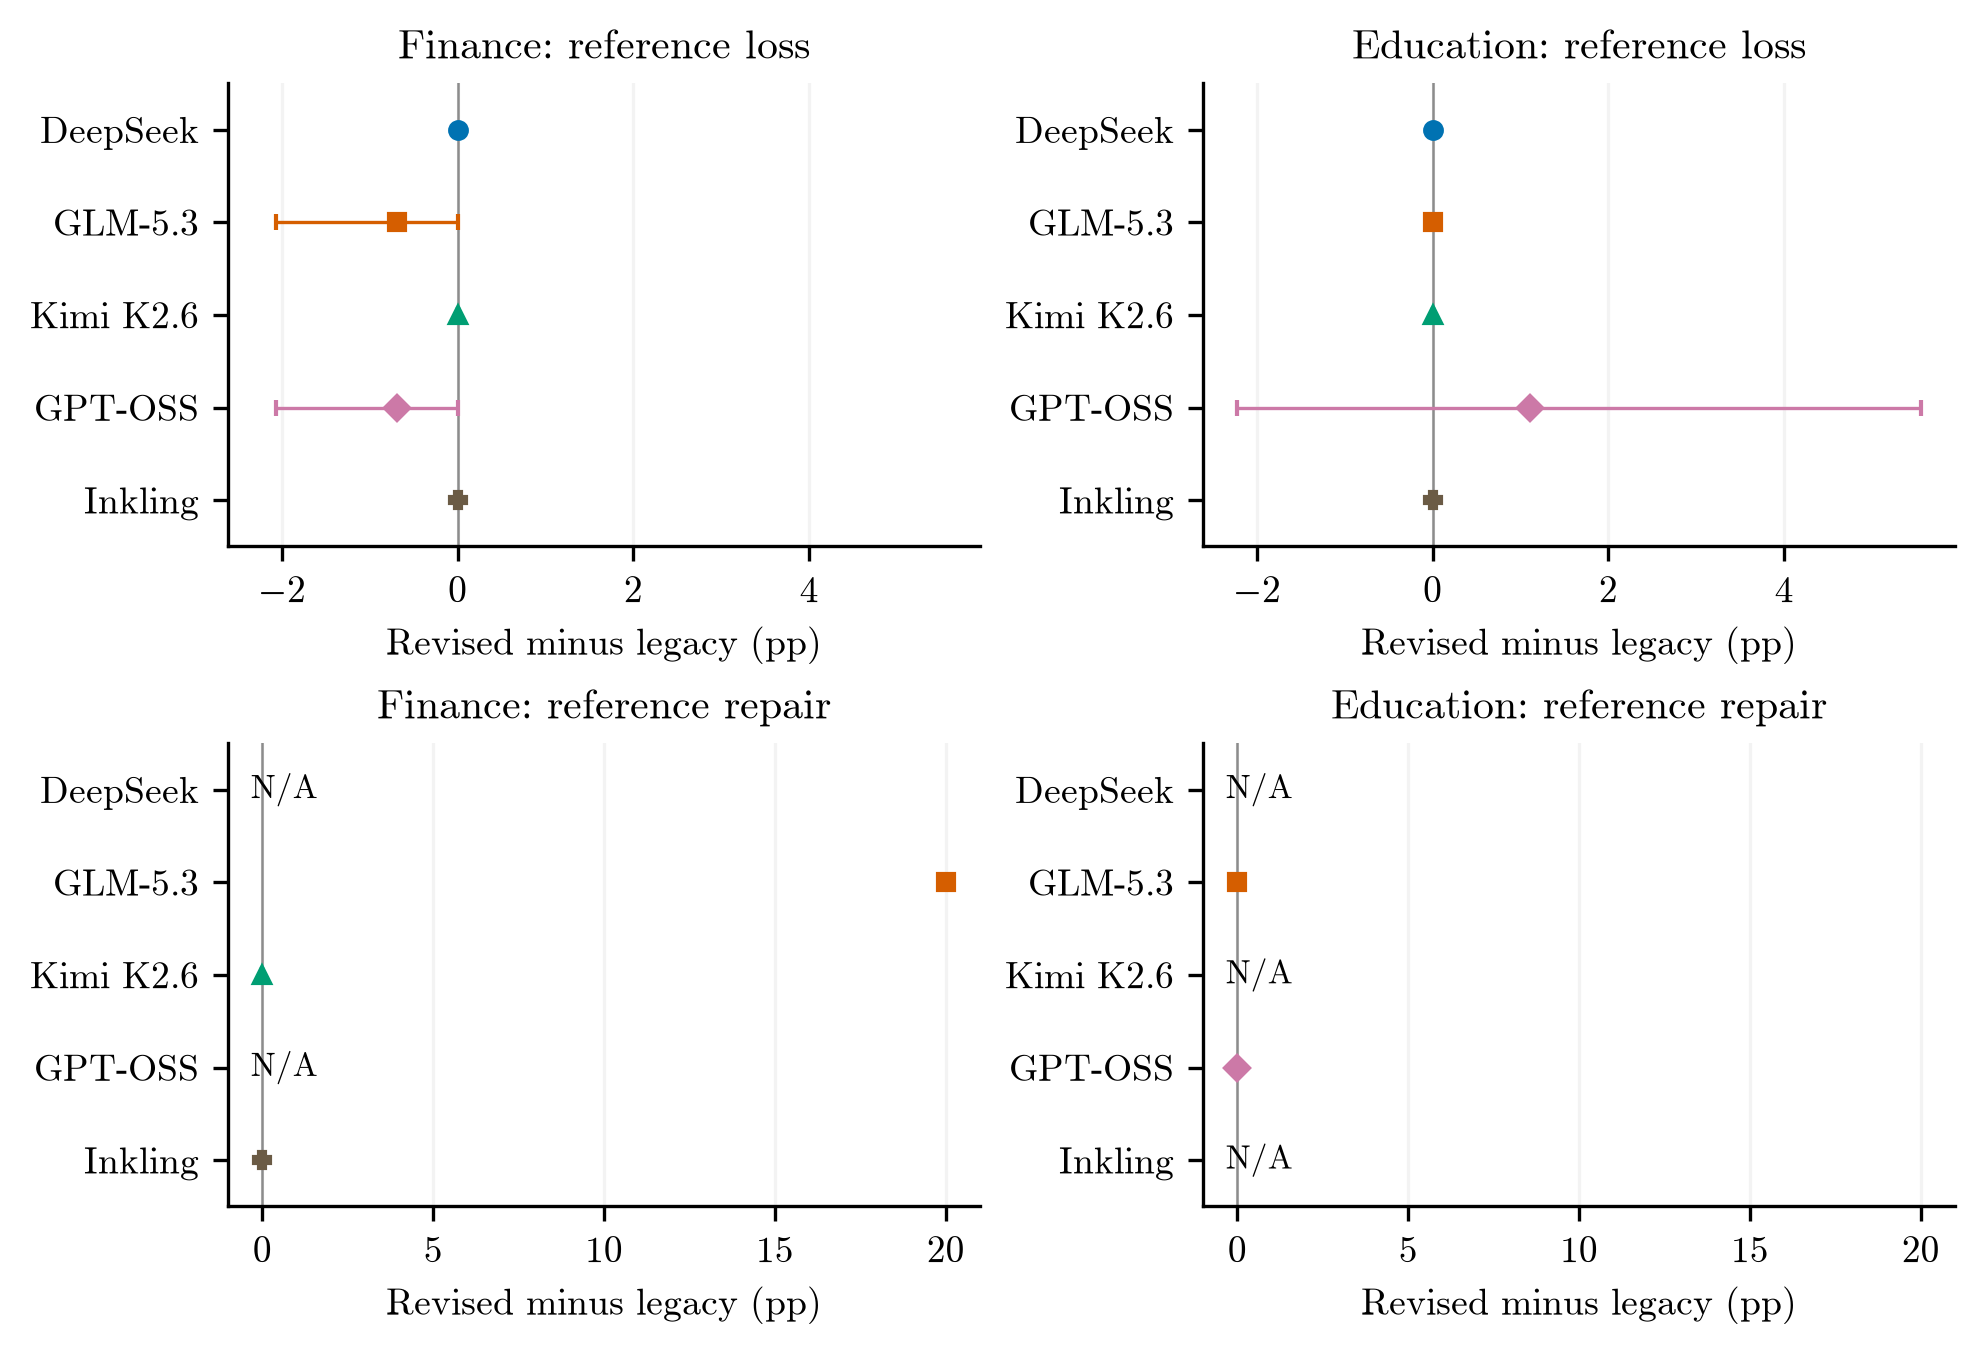 Finance: reference loss
DeepSeek
GLM-5.3
Kimi K2.6
GPT-OSS
Inkling
−2 0 2 4
Revised minus legacy (pp)
Education: reference loss
DeepSeek
GLM-5.3
Kimi K2.6
GPT-OSS
Inkling
−2 0 2 4
Revised minus legacy (pp)
Finance: reference repair
DeepSeek N/A
GLM-5.3
Kimi K2.6
GPT-OSS N/A
Inkling
0 5 10 15 20
Revised minus legacy (pp)
Education: reference repair
DeepSeek N/A
GLM-5.3
Kimi K2.6 N/A
GPT-OSS
Inkling N/A
0 5 10 15 20
Revised minus legacy (pp)